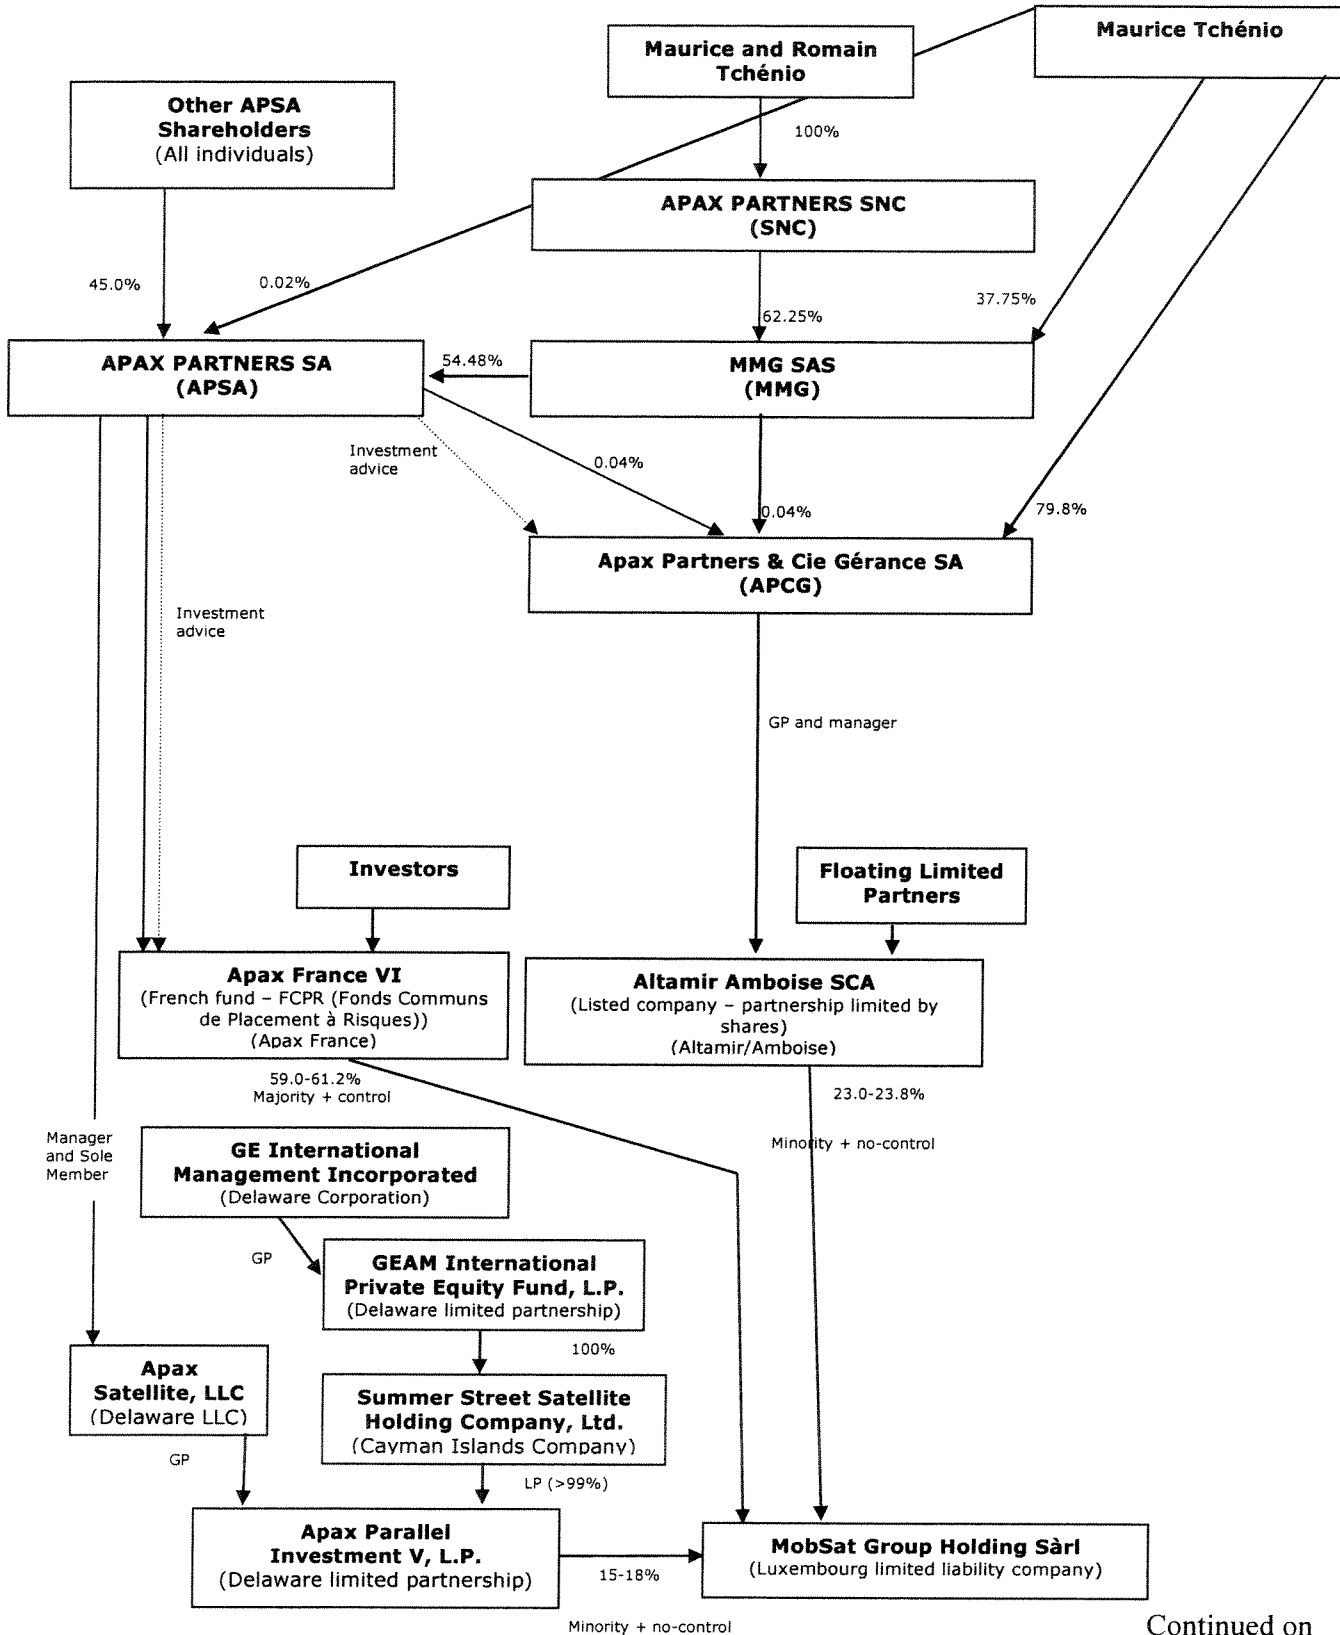 Maurice Tchénio
Maurice and Romain
Tchénio
Other APSA
Shareholders
(All individuals)
100%
APAX PARTNERS SNC
(SNC)
45.0%
0.02%
37.75%
62.25%
APAX PARTNERS SA
(APSA)
54.48%
MMG SAS
(MMG)
Investment
advice
0.04%
0.04%
79.8%
Apax Partners & Cie Gérance SA
(APCG)
Investment
advice
GP and manager
Investors
Floating Limited
Partners
Apax France VI
(French fund – FCPR (Fonds Communs
de Placement à Risques))
(Apax France)
Altamir Amboise SCA
(Listed company – partnership limited by
shares)
(Altamir/Amboise)
59.0-61.2%
Majority + control
23.0-23.8%
Minority + no-control
Manager
and Sole
Member
GE International
Management Incorporated
(Delaware Corporation)
GP
GEAM International
Private Equity Fund, L.P.
(Delaware limited partnership)
100%
Apax
Satellite, LLC
(Delaware LLC)
Summer Street Satellite
Holding Company, Ltd.
(Cayman Islands Company)
GP
LP (>99%)
Apax Parallel
Investment V, L.P.
(Delaware limited partnership)
15-18%
MobSat Group Holding Sàrl
(Luxembourg limited liability company)
Minority + no-control
Continued on